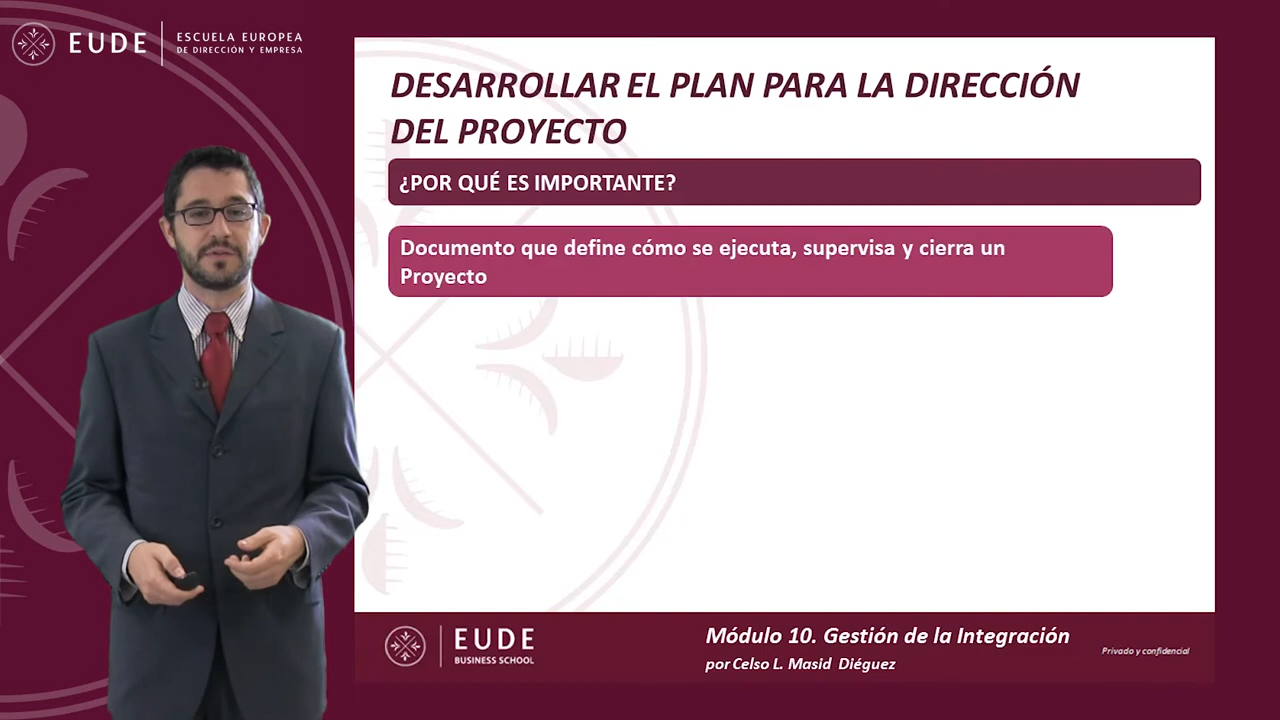 EUDE
ESCUELA EUROPEA
DE DIRECCIÓN Y EMPRESA
DESARROLLAR EL PLAN PARA LA DIRECCIÓN
DEL PROYECTO
¿POR QUÉ ES IMPORTANTE?
Documento que define cómo se ejecuta, supervisa y cierra un
Proyecto
EUDE
BUSINESS SCHOOL
Módulo 10. Gestión de la Integración
por Celso L. Masid Diéguez
Privado y confidencial